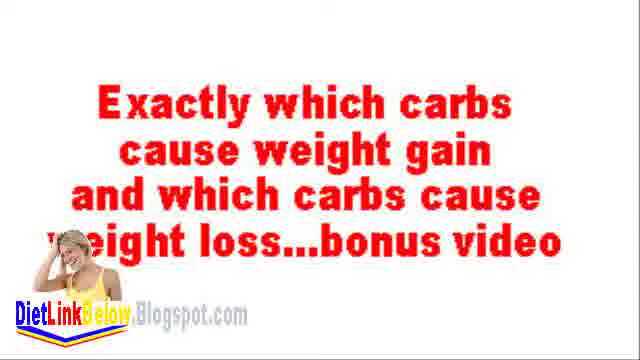 Exactly which carbs
cause weight gain
and which carbs cause
weight loss...bonus video
DietLinkBelow.Blogspot.com